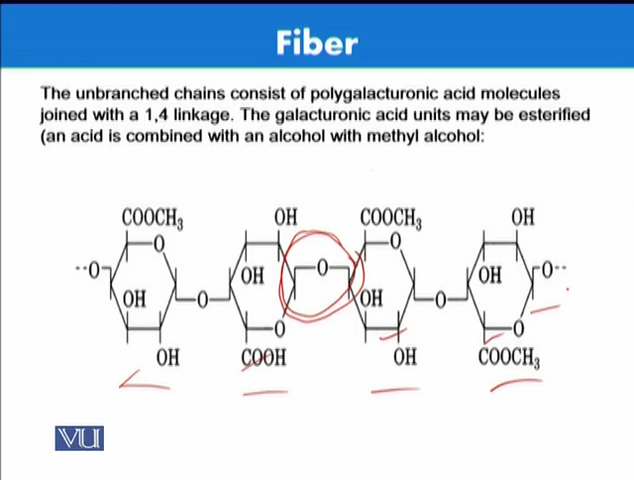 Fiber
The unbranched chains consist of polygalacturonic acid molecules
joined with a 1,4 linkage. The galacturonic acid units may be esterified
(an acid is combined with an alcohol with methyl alcohol:
COOCH₃ OH COOCH₃ OH
O O
--O OH O OH O--
OH O OH O
O O
OH COOH OH COOCH₃
VU